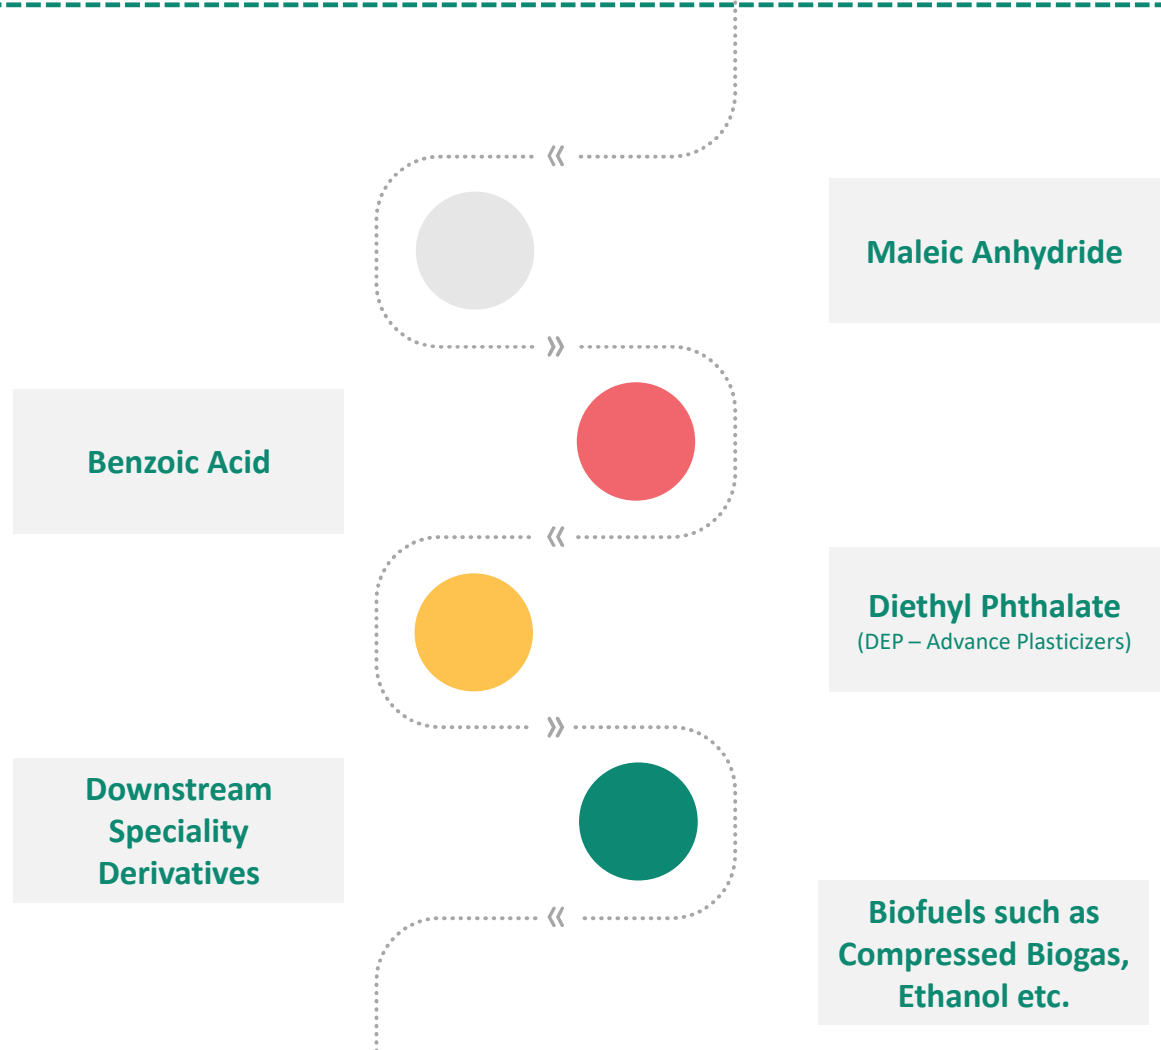 Maleic Anhydride
Benzoic Acid
Diethyl Phthalate
(DEP – Advance Plasticizers)
Downstream
Speciality
Derivatives
Biofuels such as
Compressed Biogas,
Ethanol etc.